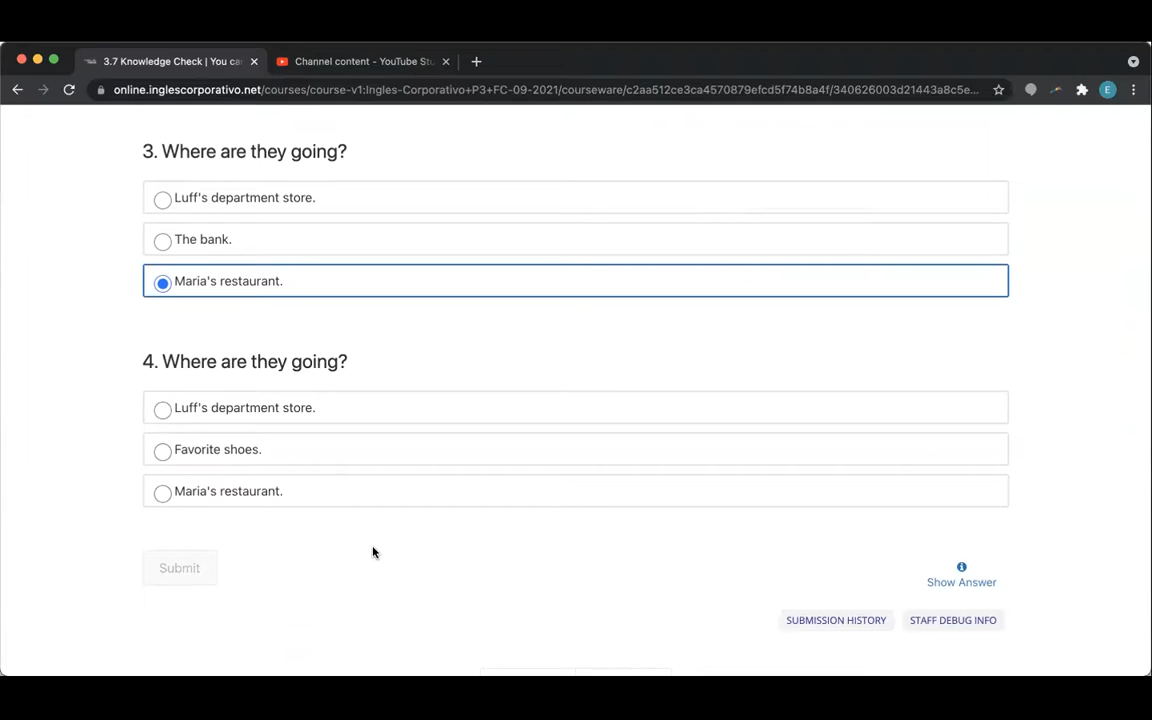 3.7 Knowledge Check | You ca
Channel content - YouTube Stu
online.inglescorporativo.net/courses/course-v1:Ingles-Corporativo+P3+FC-09-2021/courseware/c2aa512ce3ca4570879efcd5f74b8a4f/340626003d21443a8c5e...
E
3. Where are they going?
Luff's department store.
The bank.
Maria's restaurant.
4. Where are they going?
Luff's department store.
Favorite shoes.
Maria's restaurant.
Submit
Show Answer
SUBMISSION HISTORY
STAFF DEBUG INFO